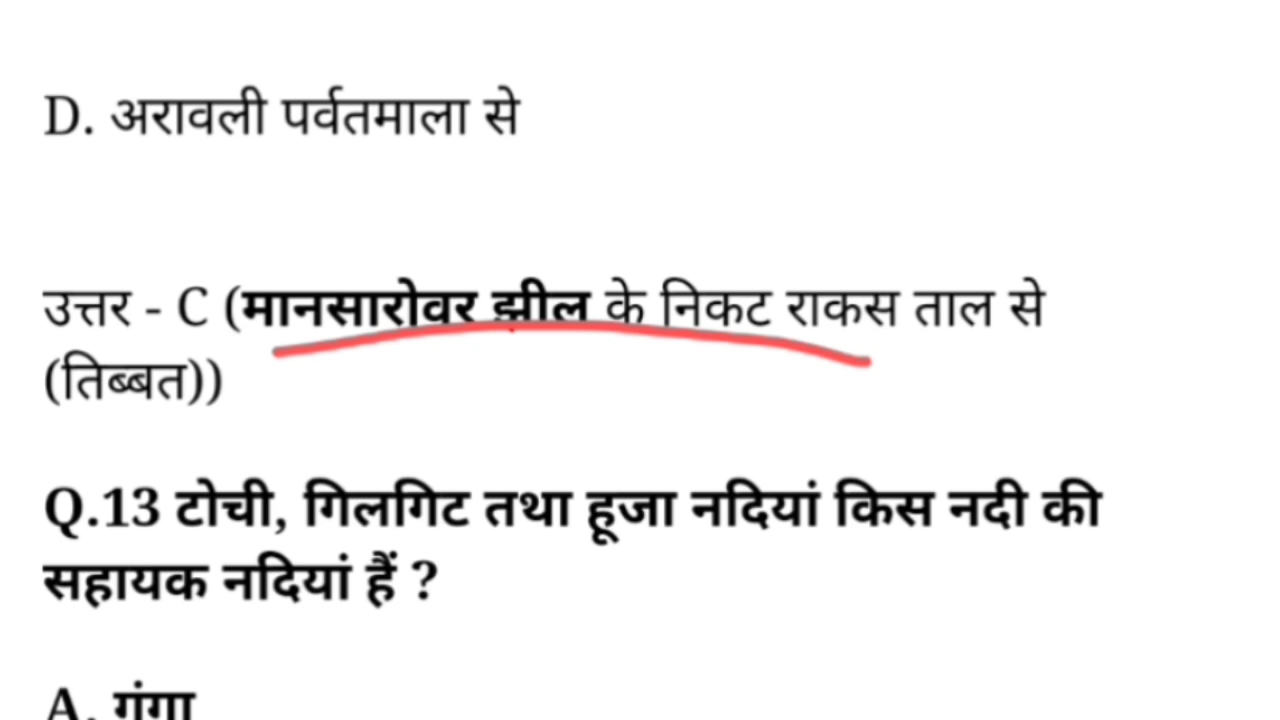 D. अरावली पर्वतमाला से
उत्तर - C (मानसारोवर झील के निकट राकस ताल से
(तिब्बत))
Q.13 टोची, गिलगिट तथा हूजा नदियां किस नदी की
सहायक नदियां हैं ?
A. गंगा